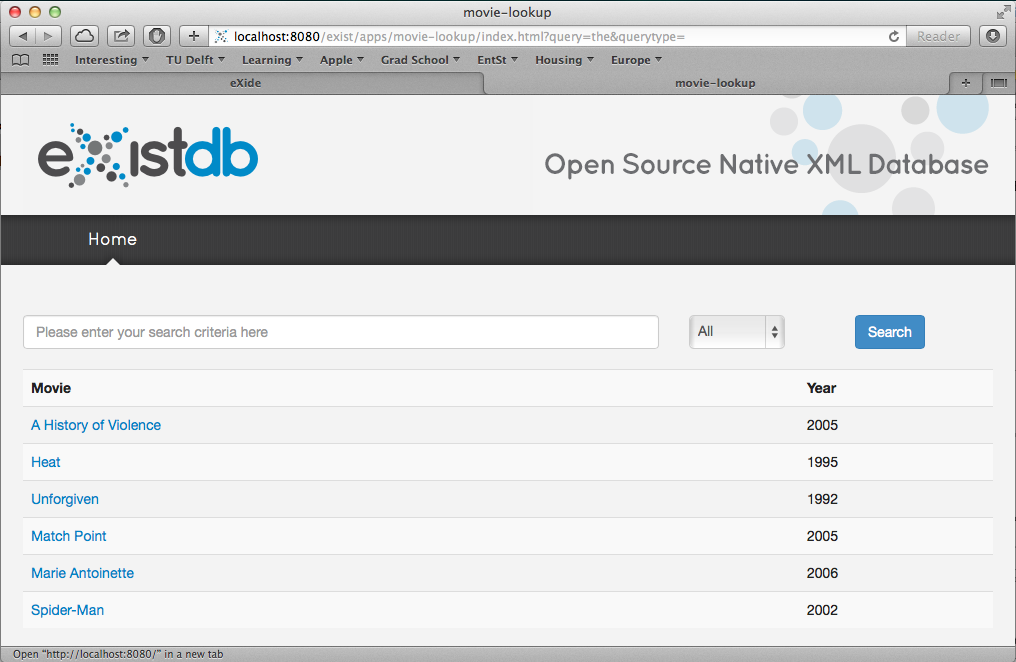 movie-lookup
localhost:8080/exist/apps/movie-lookup/index.html?query=the&querytype= Reader
Interesting TU Delft Learning Apple Grad School EntSt Housing Europe
eXide movie-lookup
eXistdb Open Source Native XML Database
Home
Please enter your search criteria here All Search
Movie Year
A History of Violence 2005
Heat 1995
Unforgiven 1992
Match Point 2005
Marie Antoinette 2006
Spider-Man 2002
Open “http://localhost:8080/” in a new tab